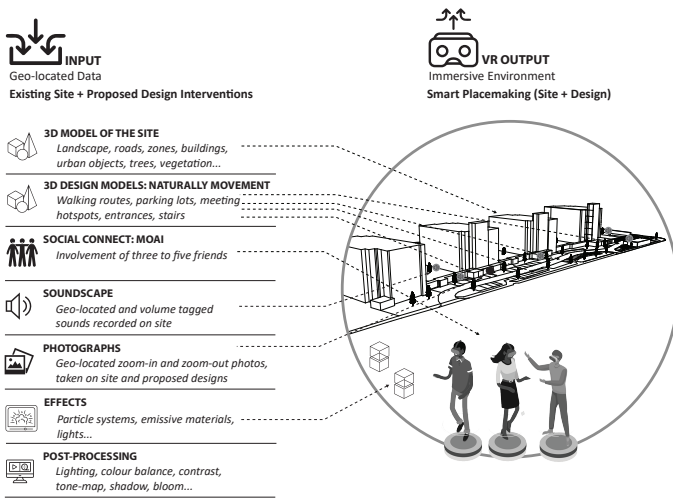 INPUT
Geo-located Data
Existing Site + Proposed Design Interventions
VR OUTPUT
Immersive Environment
Smart Placemaking (Site + Design)
3D MODEL OF THE SITE
Landscape, roads, zones, buildings,
urban objects, trees, vegetation...
3D DESIGN MODELS: NATURALLY MOVEMENT
Walking routes, parking lots, meeting
hotspots, entrances, stairs
SOCIAL CONNECT: MOAI
Involvement of three to five friends
SOUNDSCAPE
Geo-located and volume tagged
sounds recorded on site
PHOTOGRAPHS
Geo-located zoom-in and zoom-out photos,
taken on site and proposed designs
EFFECTS
Particle systems, emissive materials,
lights...
POST-PROCESSING
Lighting, colour balance, contrast,
tone-map, shadow, bloom...